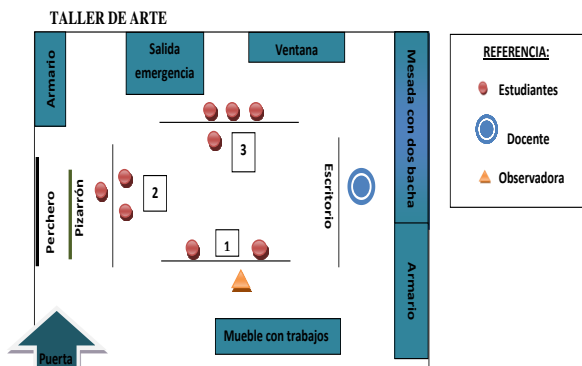 TALLER DE ARTE
Armario
Salida
emergencia
Ventana
Mesada con dos bacha
REFERENCIA:
Estudiantes
Docente
Observadora
3
2
1
Escritorio
Perchero
Pizarrón
Armario
Mueble con trabajos
Puerta